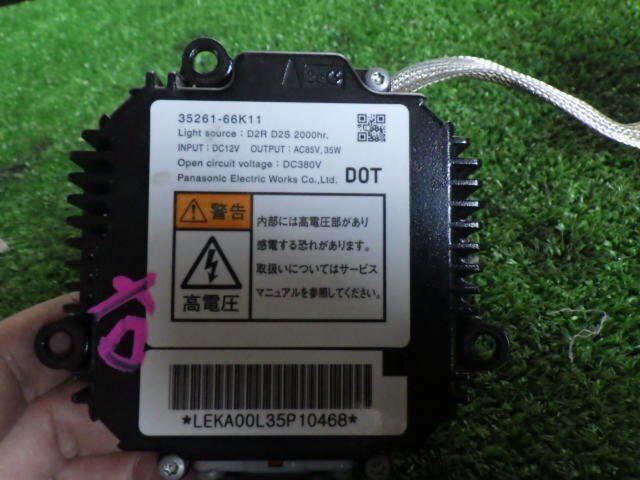 35261-66K11
Light source : D2R D2S 2000hr.
INPUT : DC12V OUTPUT : AC85V, 35W
Open circuit voltage : DC380V
Panasonic Electric Works Co., Ltd. DOT
警告
高電圧
内部には高電圧部があり
感電する恐れがあります。
取扱いについてはサービス
マニュアルを参照してください。
*LEKA00L35P10468*